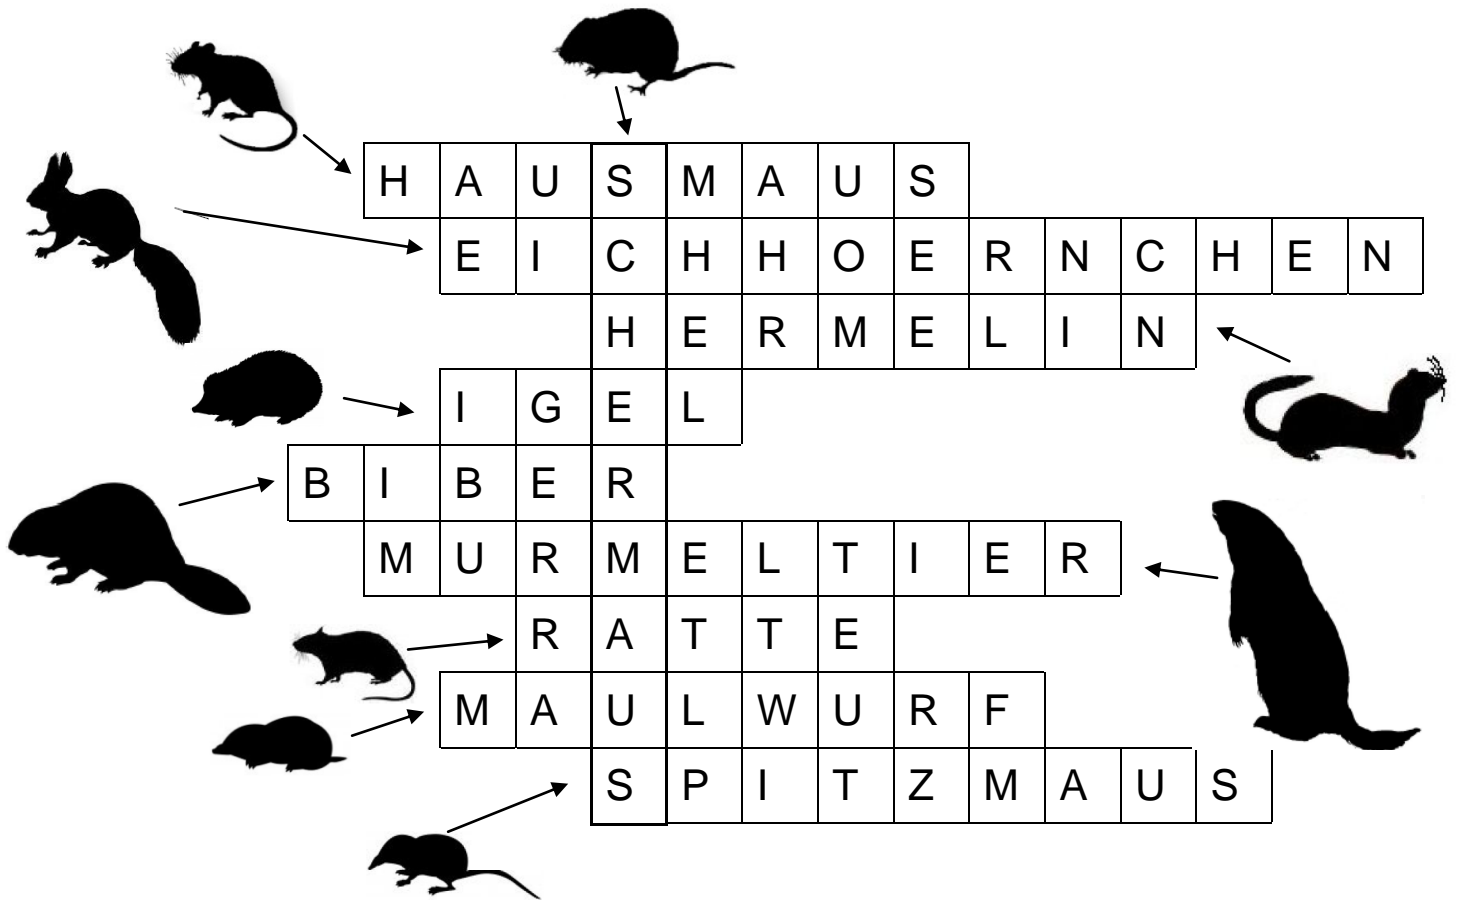 HAUSMAUS
EICHHOERNCHEN
HERMELIN
IGEL
BIBER
MURMELTIER
RATTE
MAULWURF
SPITZMAUS